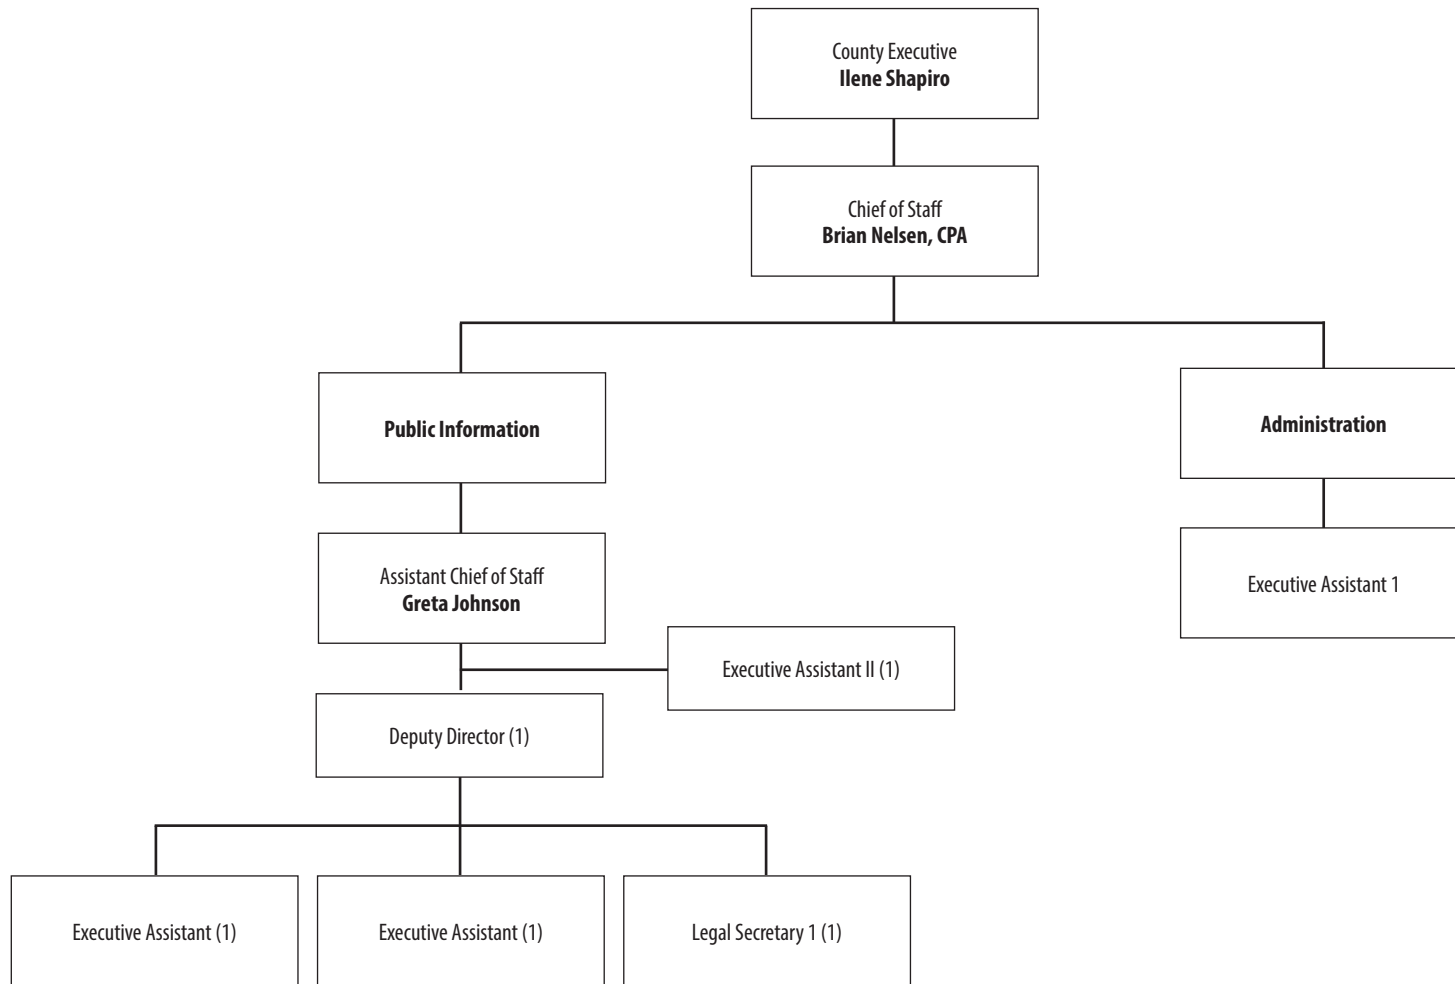 County Executive
Ilene Shapiro
Chief of Staff
Brian Nelsen, CPA
Public Information
Administration
Assistant Chief of Staff
Greta Johnson
Executive Assistant 1
Executive Assistant II (1)
Deputy Director (1)
Executive Assistant (1)
Executive Assistant (1)
Legal Secretary 1 (1)